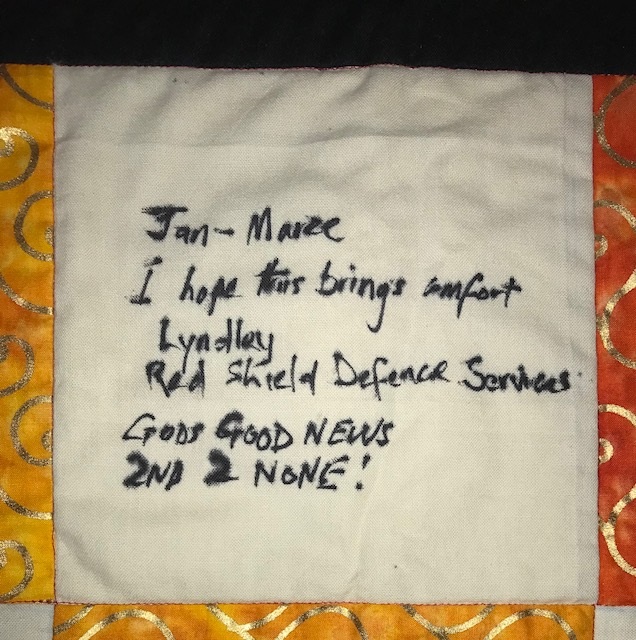 Jan-Maree
I hope this brings comfort
Lyndley
Red Shield Defence Services
GODS GOOD NEWS
2ND 2 NONE!